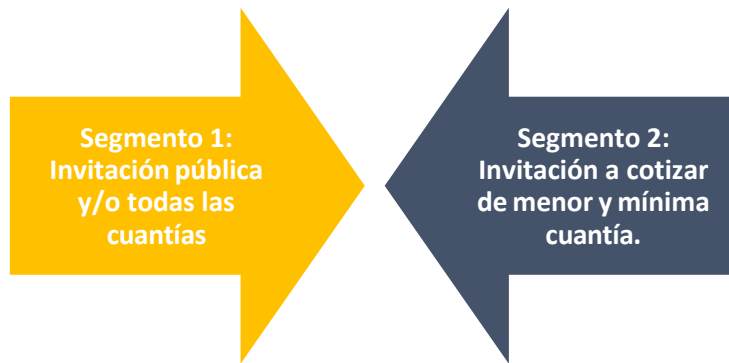 Segmento 1:
Invitación pública
y/o todas las
cuantías
Segmento 2:
Invitación a cotizar
de menor y mínima
cuantía.